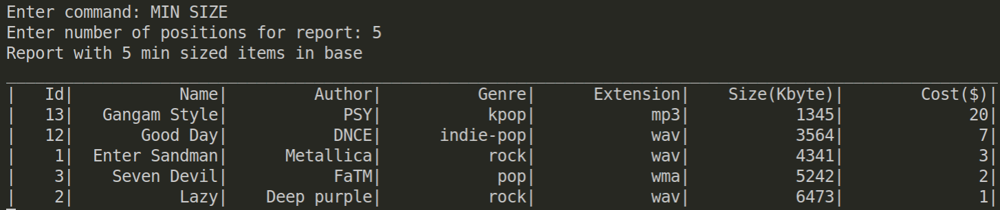 Enter command: MIN SIZE
Enter number of positions for report: 5
Report with 5 min sized items in base
| Id| Name| Author| Genre| Extension| Size(Kbyte)| Cost($)|
| 13| Gangam Style| PSY| kpop| mp3| 1345| 20|
| 12| Good Day| DNCE| indie-pop| wav| 3564| 7|
| 1| Enter Sandman| Metallica| rock| wav| 4341| 3|
| 3| Seven Devil| FaTM| pop| wma| 5242| 2|
| 2| Lazy| Deep purple| rock| wav| 6473| 1|